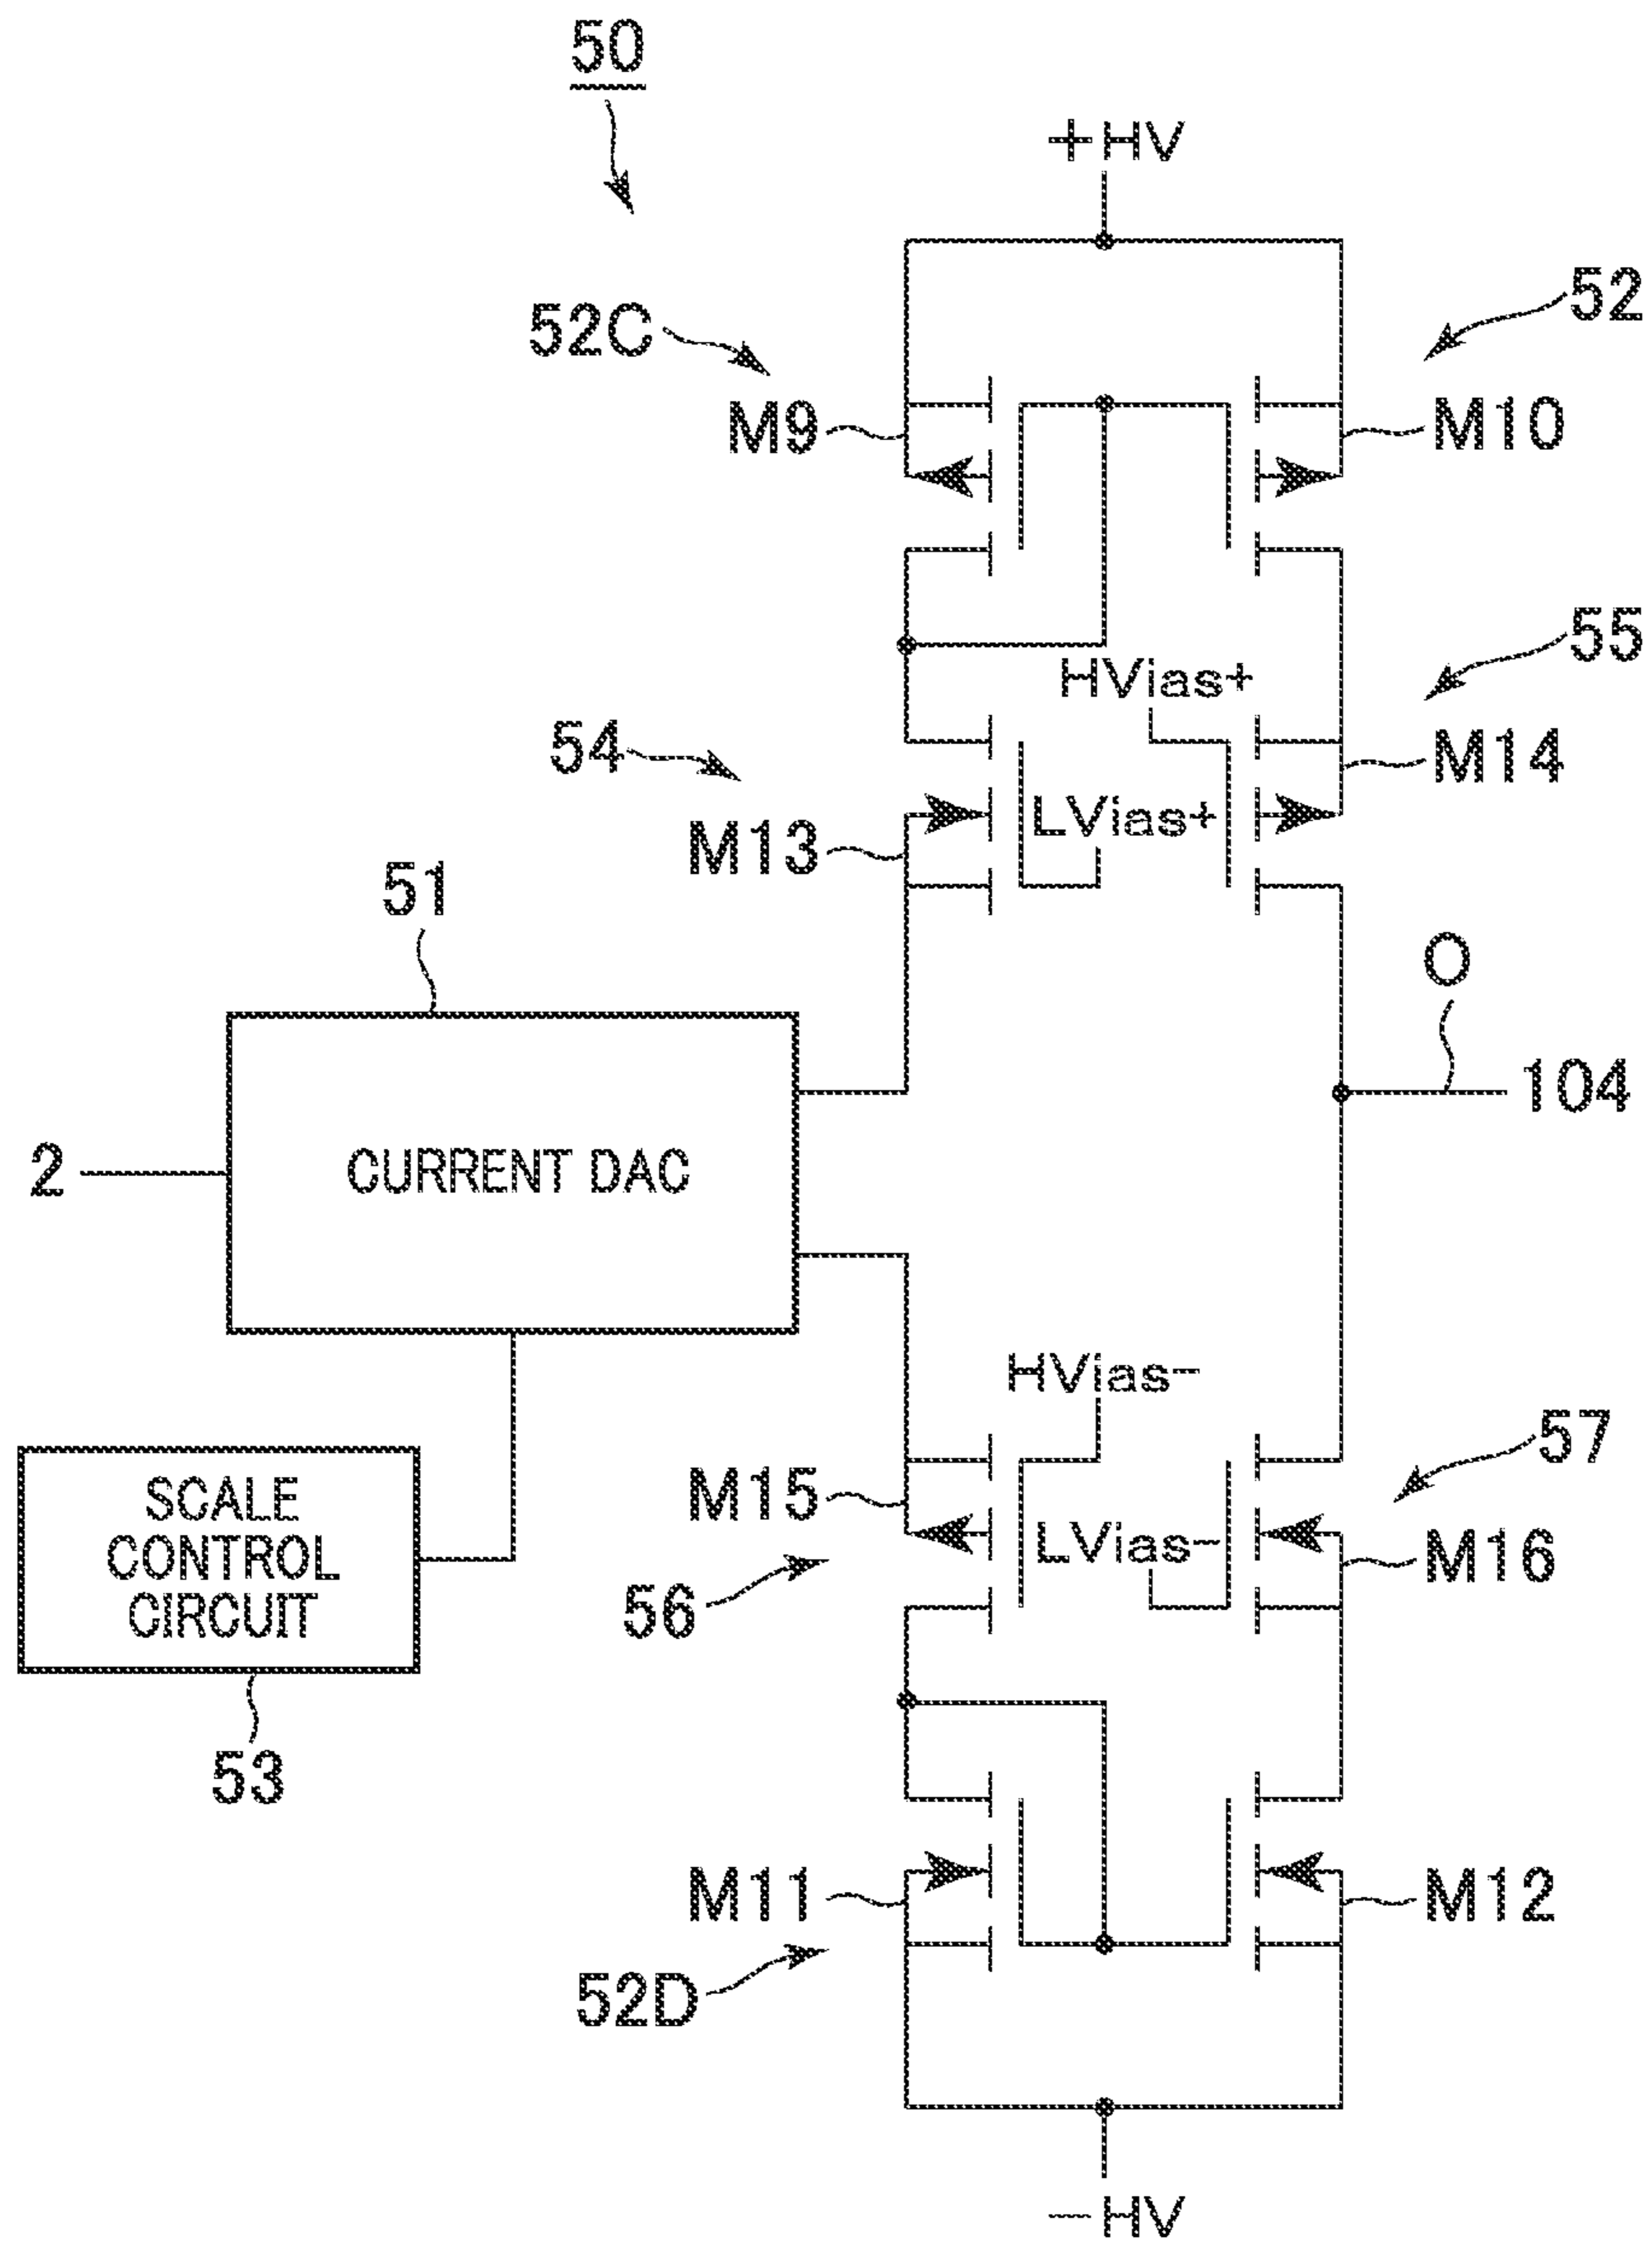 50
+HV
52C
52
M9
M10
55
HVias+
54
M14
LVias+
M13
51
O
104
2
CURRENT DAC
HVias-
57
M15
SCALE
CONTROL
CIRCUIT
LVias-
M16
56
53
M11
M12
52D
-HV